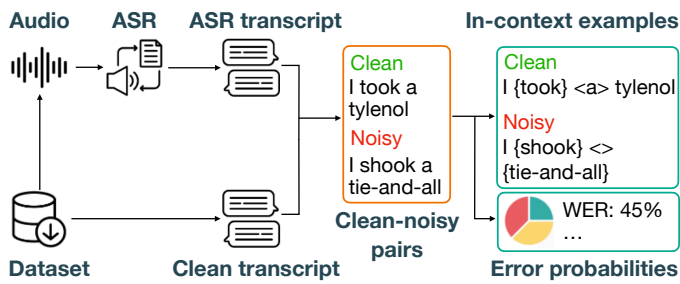 Audio
ASR
ASR transcript
In-context examples
Clean
I took a
tylenol
Noisy
I shook a
tie-and-all
Clean-noisy
pairs
Clean
I {took} <a> tylenol
Noisy
I {shook} <>
{tie-and-all}
WER: 45%
...
Dataset
Clean transcript
Error probabilities